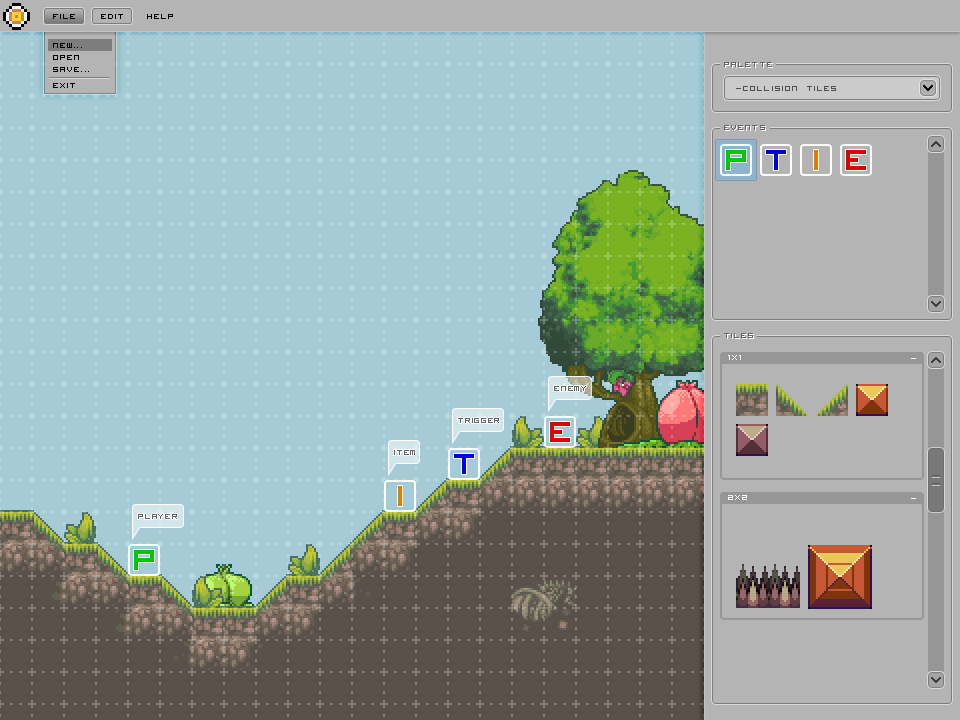 FILE EDIT HELP
NEW...
OPEN
SAVE...
EXIT
PALETTE
-COLLISION TILES
EVENTS
P T I E
TILES
1X1
2X2
ENEMY
E
TRIGGER
T
ITEM
I
PLAYER
P